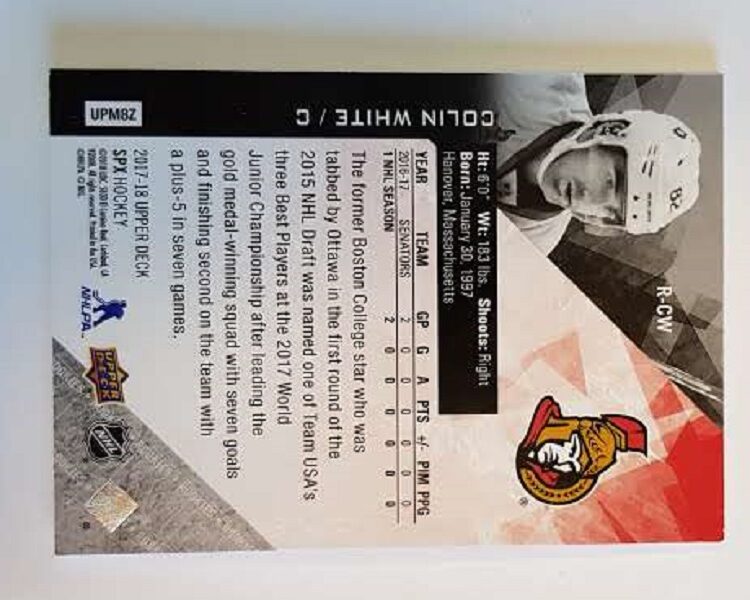 R-CW
82
COLIN WHITE / C
Ht: 6'0" Wt: 183 lbs. Shoots: Right
Born: January 30, 1997
Hanover, Massachusetts
YEAR TEAM GP G A PTS +/- PIM PPG
2016-17 SENATORS 2 0 0 0 0 0 0
1 NHL SEASON 2 0 0 0 0 0 0
The former Boston College star who was
tabbed by Ottawa in the first round of the
2015 NHL Draft was named one of Team USA's
three Best Players at the 2017 World
Junior Championship after leading the
gold medal-winning squad with seven goals
and finishing second on the team with
a plus-5 in seven games.
2017-18 UPPER DECK
SPX HOCKEY
UPM8Z
NHLPA
UPPER DECK
NHL